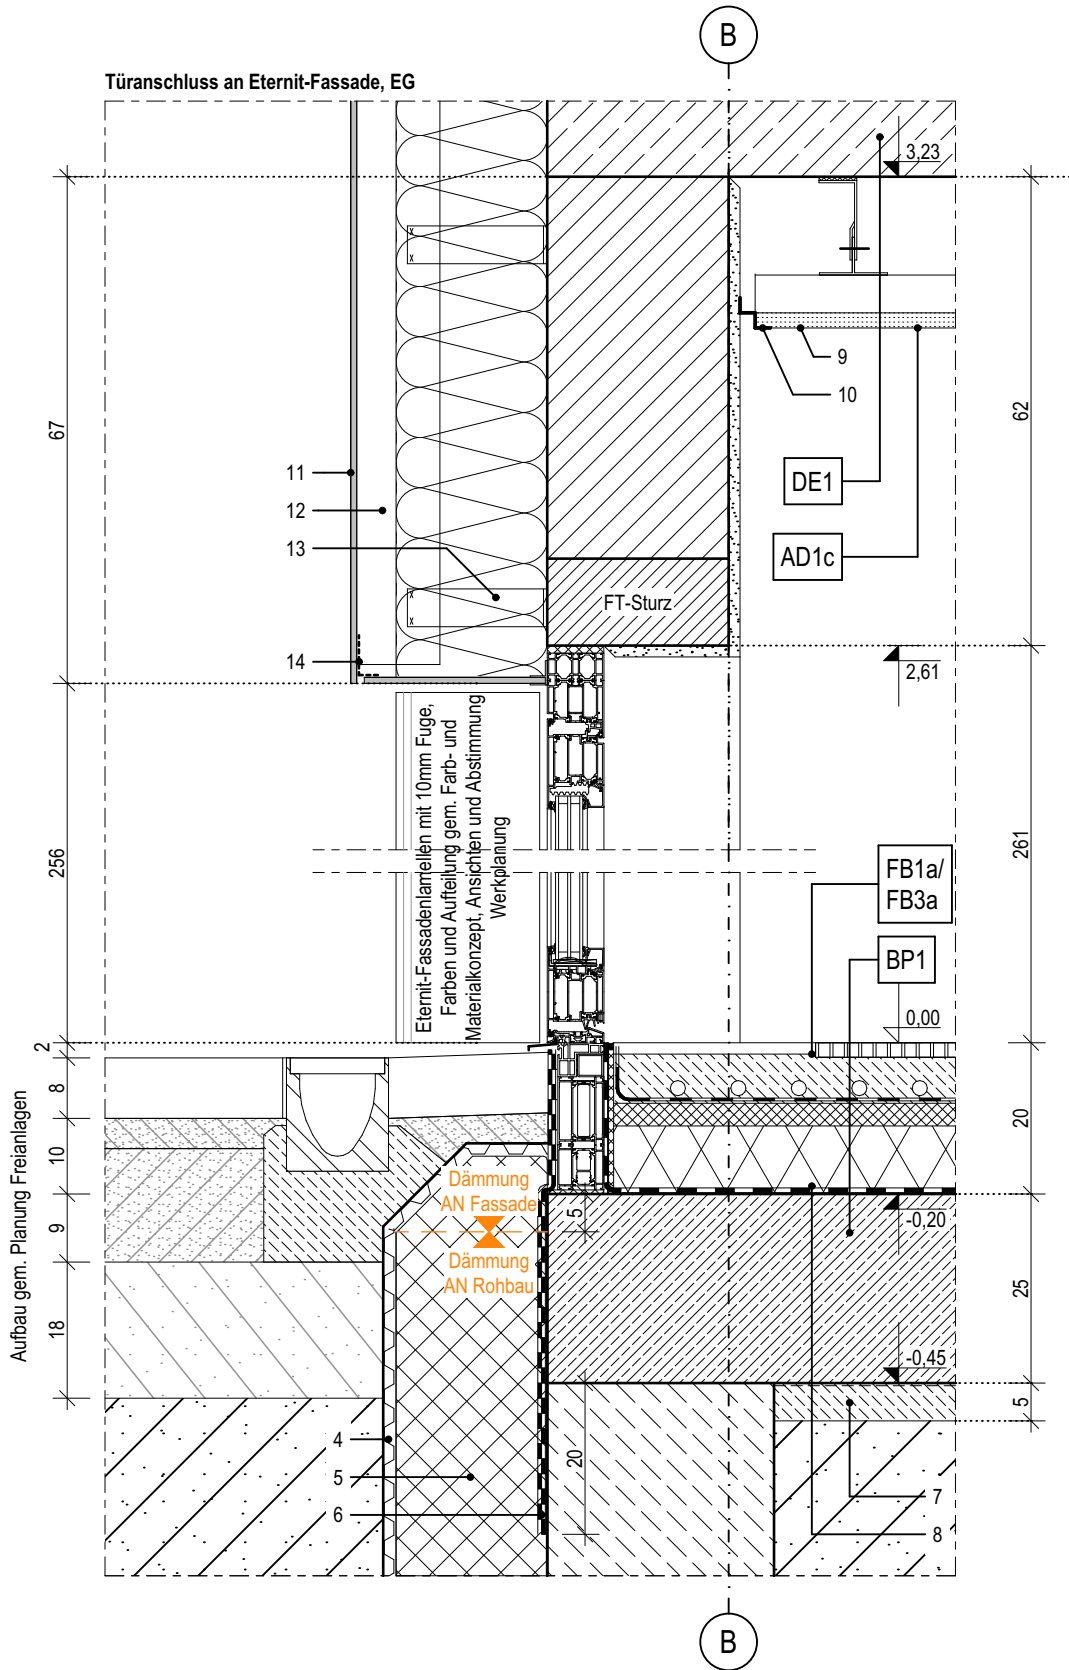 B
Türanschluss an Eternit-Fassade, EG
3,23
9
10
67
62
11
12
13
14
DE1
AD1c
FT-Sturz
2,61
Eternit-Fassadenlamellen mit 10mm Fuge,
Farben und Aufteilung gem. Farb- und
Materialkonzept, Ansichten und Abstimmung
Werkplanung
256
261
FB1a/
FB3a
BP1
0,00
2
8
10
9
18
Aufbau gem. Planung Freianlagen
20
Dämmung
AN Fassade
5
-0,20
Dämmung
AN Rohbau
25
-0,45
5
4
5
6
20
7
8
B